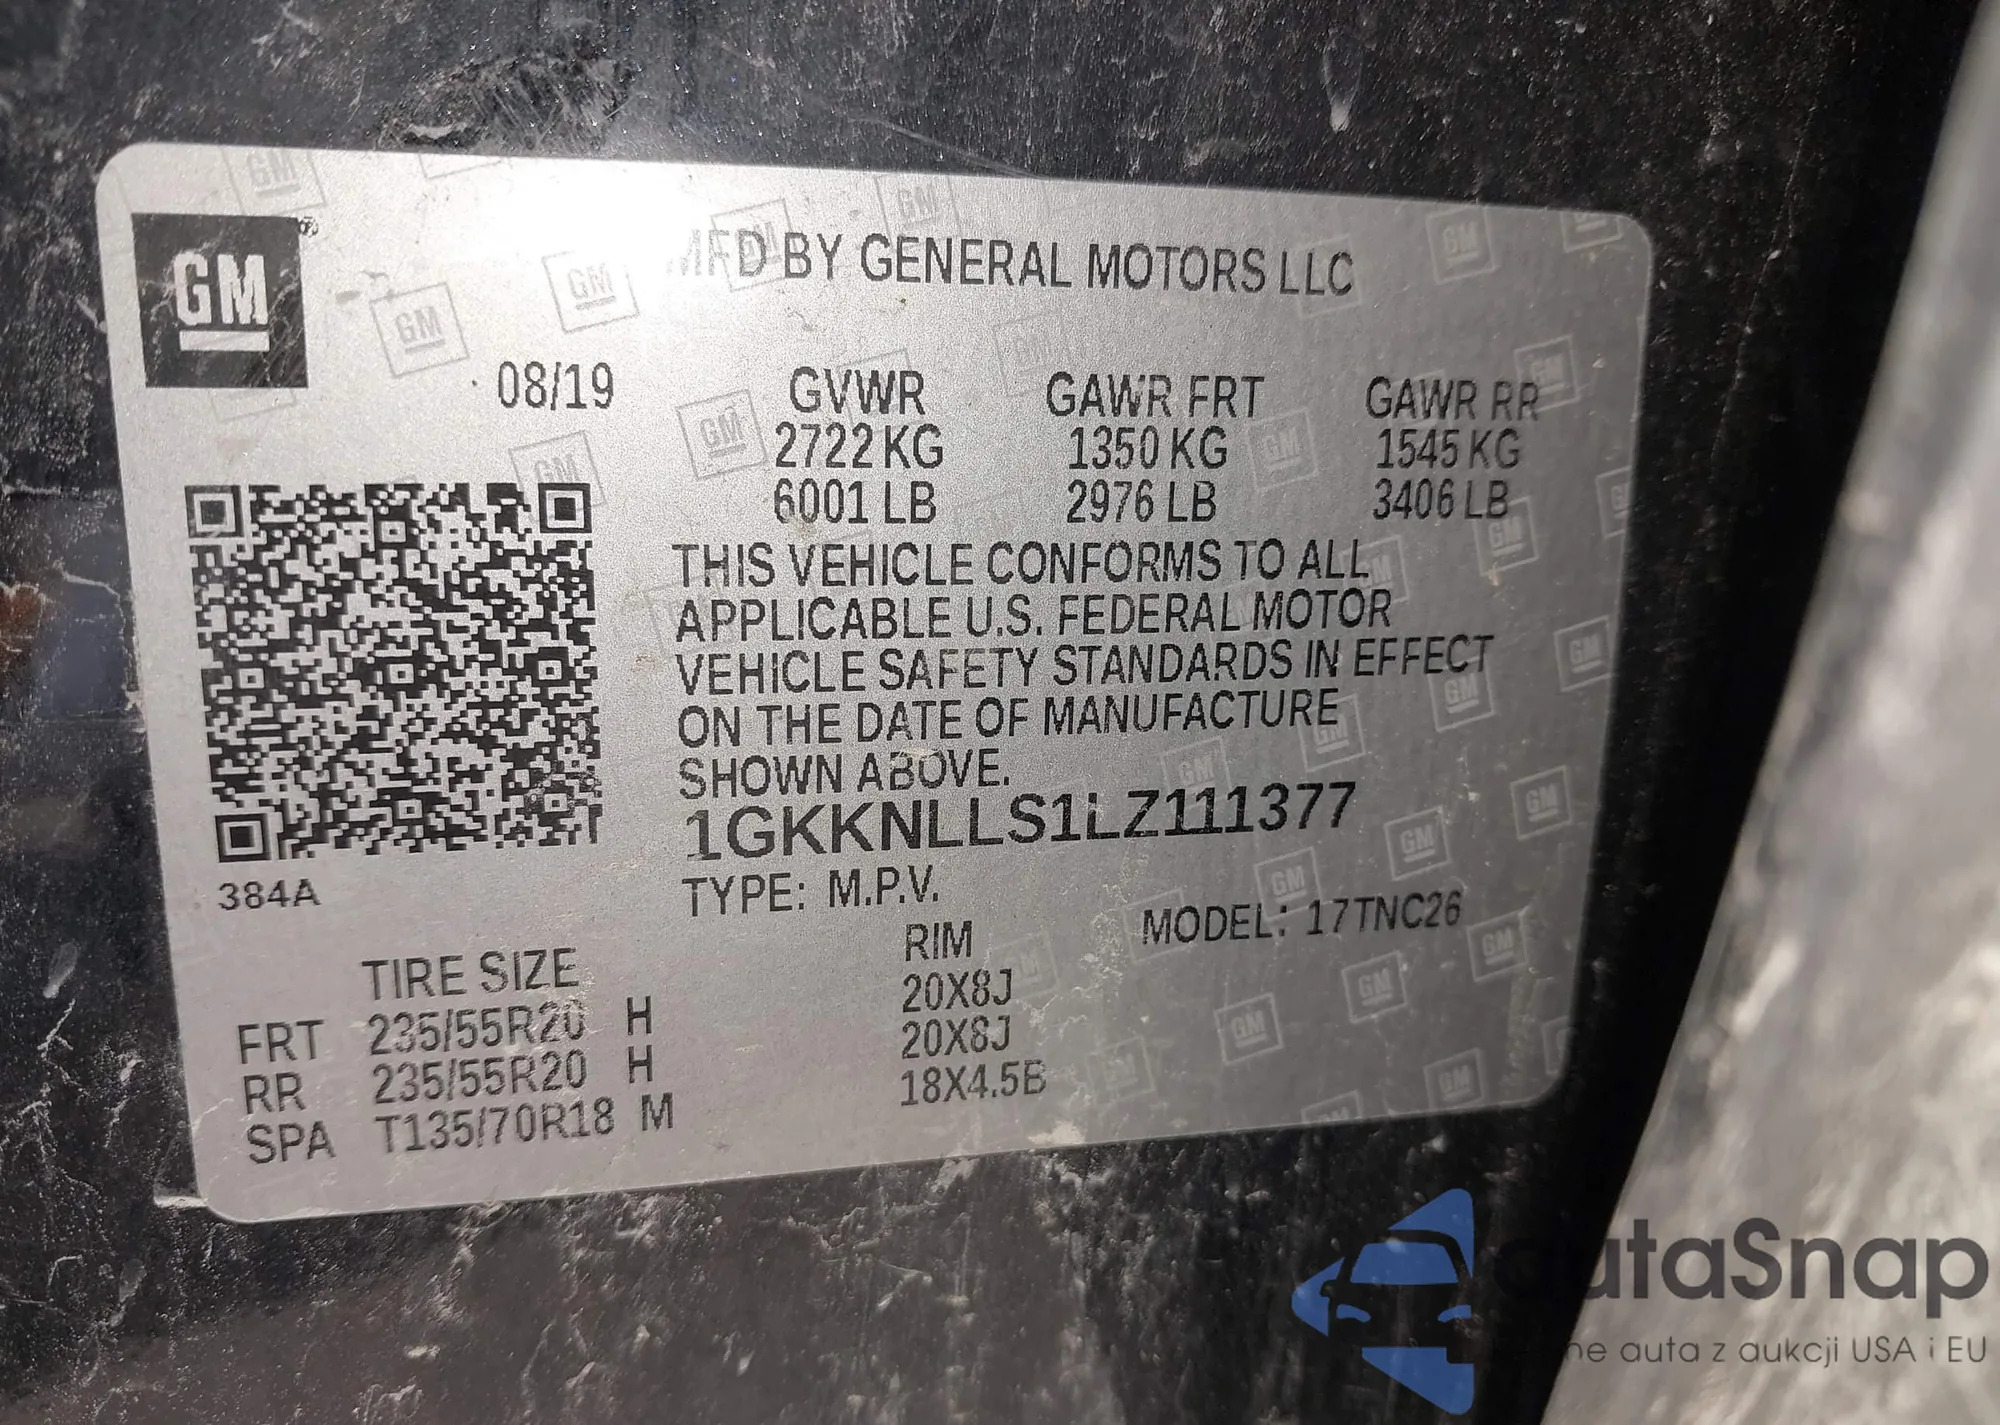 GM
MFD BY GENERAL MOTORS LLC
08/19
GVWR GAWR FRT GAWR RR
2722 KG 1350 KG 1545 KG
6001 LB 2976 LB 3406 LB
THIS VEHICLE CONFORMS TO ALL
APPLICABLE U.S. FEDERAL MOTOR
VEHICLE SAFETY STANDARDS IN EFFECT
ON THE DATE OF MANUFACTURE
SHOWN ABOVE.
1GKKNLLS1LZ111377
384A
TYPE: M.P.V. MODEL: 17TNC26
TIRE SIZE RIM
FRT 235/55R20 H 20X8J
RR 235/55R20 H 20X8J
SPA T135/70R18 M 18X4.5B
autaSnap
auta z aukcji USA i EU